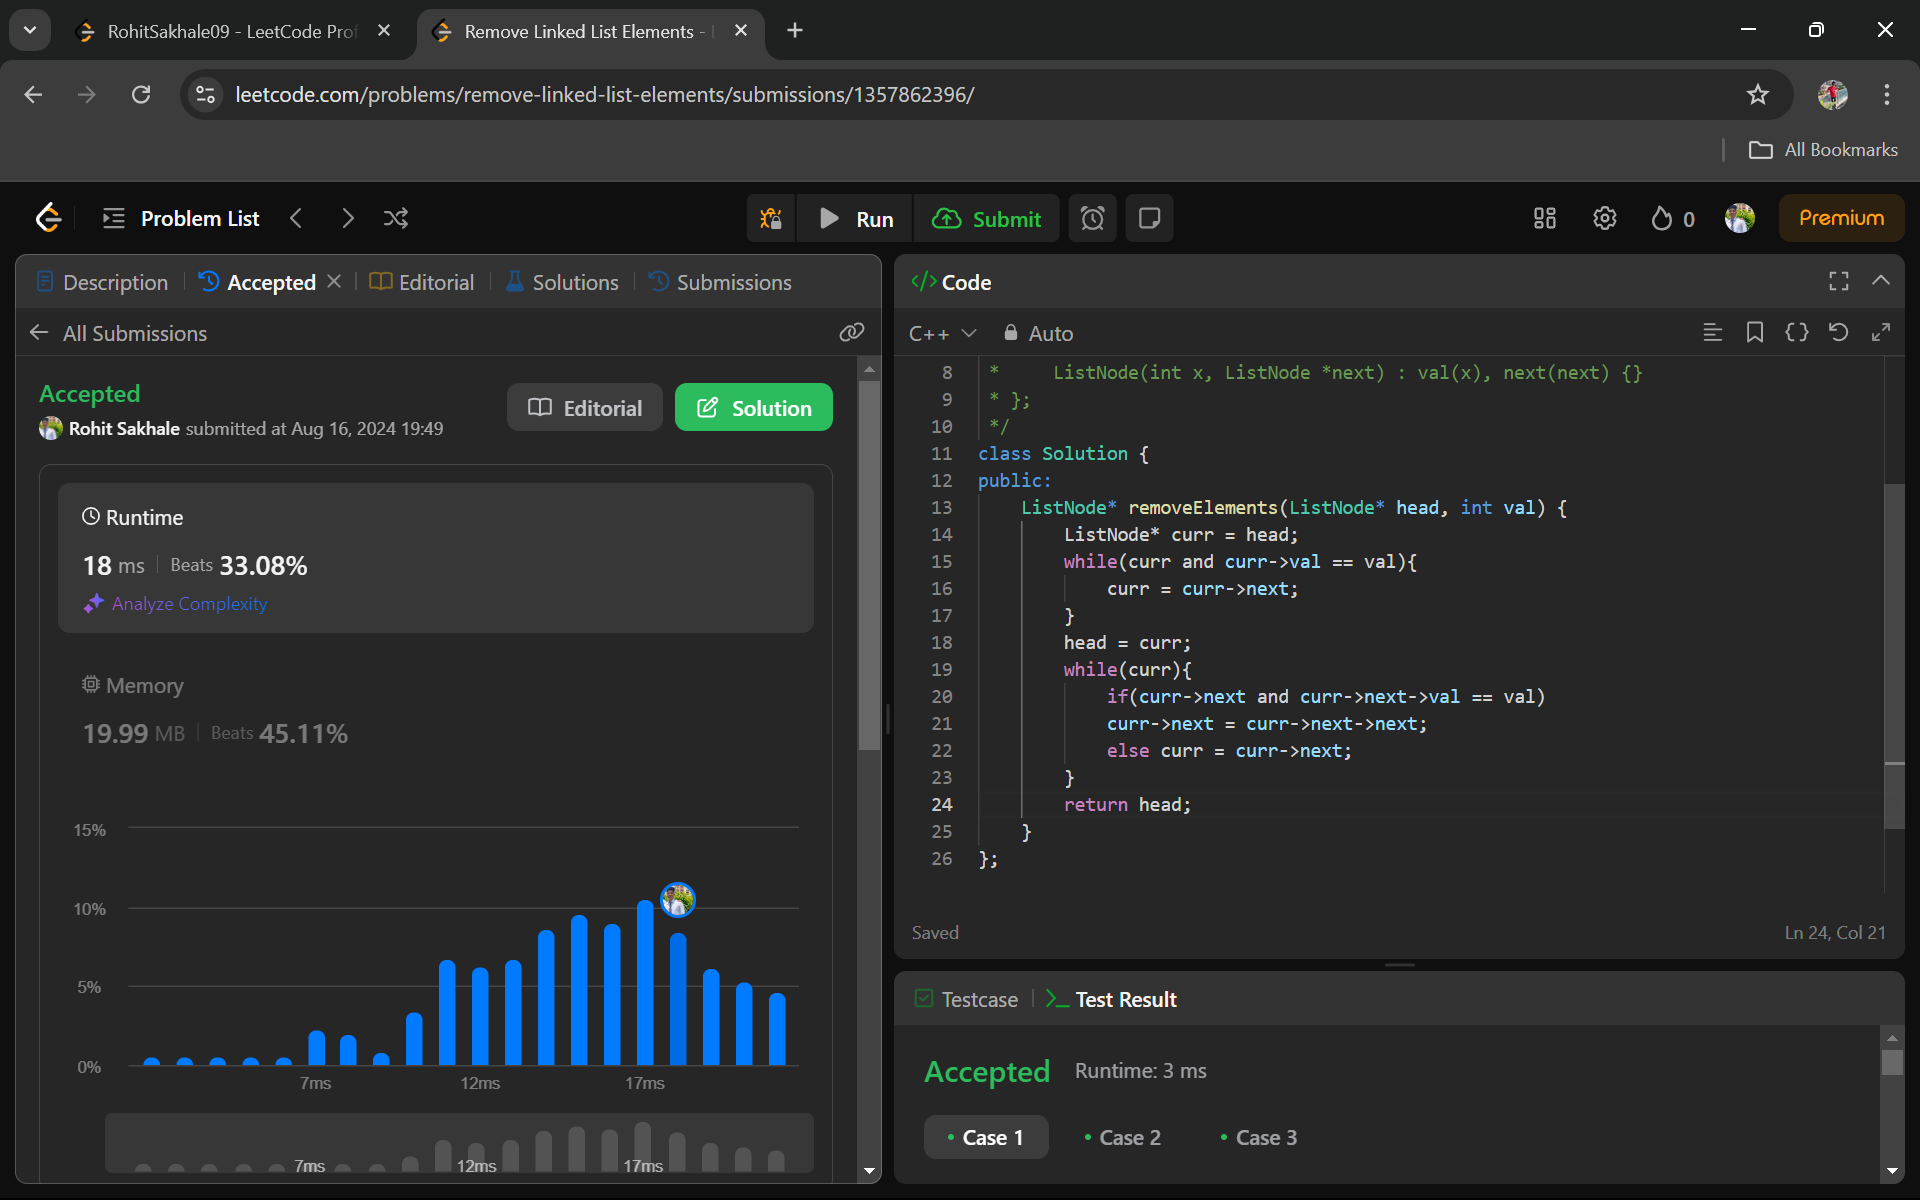 RohitSakhale09 - LeetCode Prof
Remove Linked List Elements -
leetcode.com/problems/remove-linked-list-elements/submissions/1357862396/
All Bookmarks
Problem List
Run
Submit
0
Premium
Description
Accepted
Editorial
Solutions
Submissions
All Submissions
Accepted
Rohit Sakhale submitted at Aug 16, 2024 19:49
Editorial
Solution
Runtime
18 ms
Beats 33.08%
Analyze Complexity
Memory
19.99 MB
Beats 45.11%
15%
10%
5%
0%
7ms
12ms
17ms
7ms
12ms
17ms
</> Code
C++
Auto
8 *     ListNode(int x, ListNode *next) : val(x), next(next) {}
9 * };
10 */
11 class Solution {
12 public:
13     ListNode* removeElements(ListNode* head, int val) {
14         ListNode* curr = head;
15         while(curr and curr->val == val){
16             curr = curr->next;
17         }
18         head = curr;
19         while(curr){
20             if(curr->next and curr->next->val == val)
21             curr->next = curr->next->next;
22             else curr = curr->next;
23         }
24         return head;
25     }
26 };
Saved
Ln 24, Col 21
Testcase
Test Result
Accepted
Runtime: 3 ms
Case 1
Case 2
Case 3